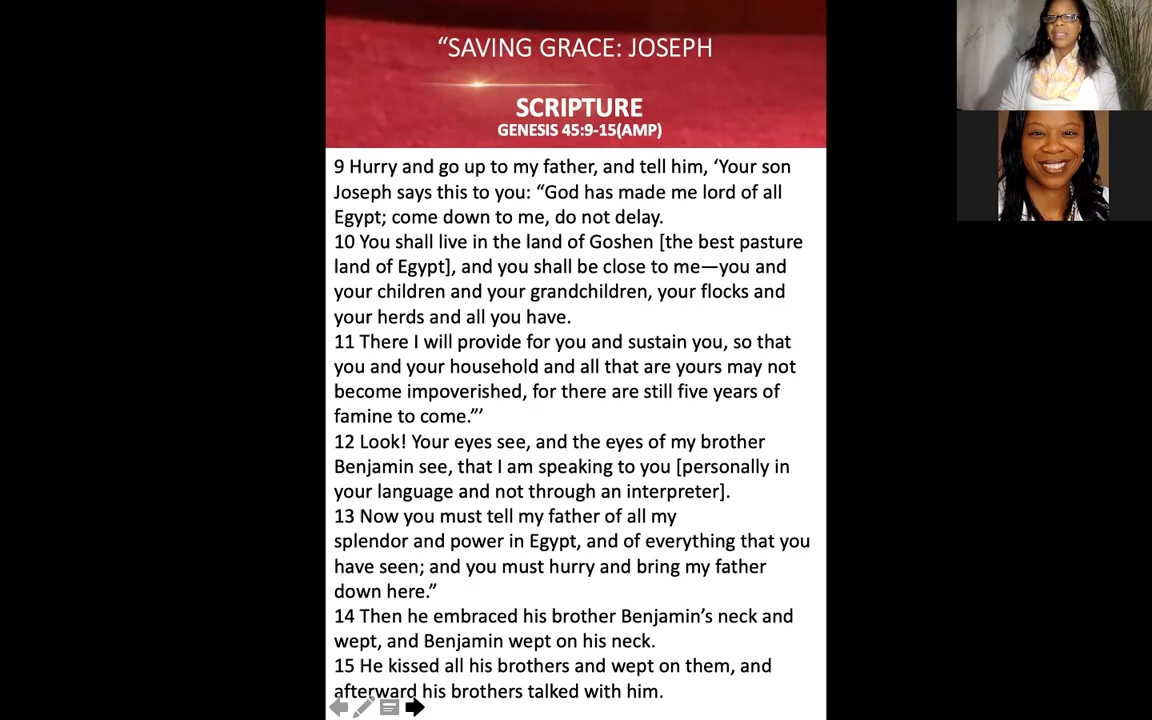 “SAVING GRACE: JOSEPH
SCRIPTURE
GENESIS 45:9-15(AMP)
9 Hurry and go up to my father, and tell him, ‘Your son
Joseph says this to you: “God has made me lord of all
Egypt; come down to me, do not delay.
10 You shall live in the land of Goshen [the best pasture
land of Egypt], and you shall be close to me—you and
your children and your grandchildren, your flocks and
your herds and all you have.
11 There I will provide for you and sustain you, so that
you and your household and all that are yours may not
become impoverished, for there are still five years of
famine to come.”’
12 Look! Your eyes see, and the eyes of my brother
Benjamin see, that I am speaking to you [personally in
your language and not through an interpreter].
13 Now you must tell my father of all my
splendor and power in Egypt, and of everything that you
have seen; and you must hurry and bring my father
down here.”
14 Then he embraced his brother Benjamin’s neck and
wept, and Benjamin wept on his neck.
15 He kissed all his brothers and wept on them, and
afterward his brothers talked with him.